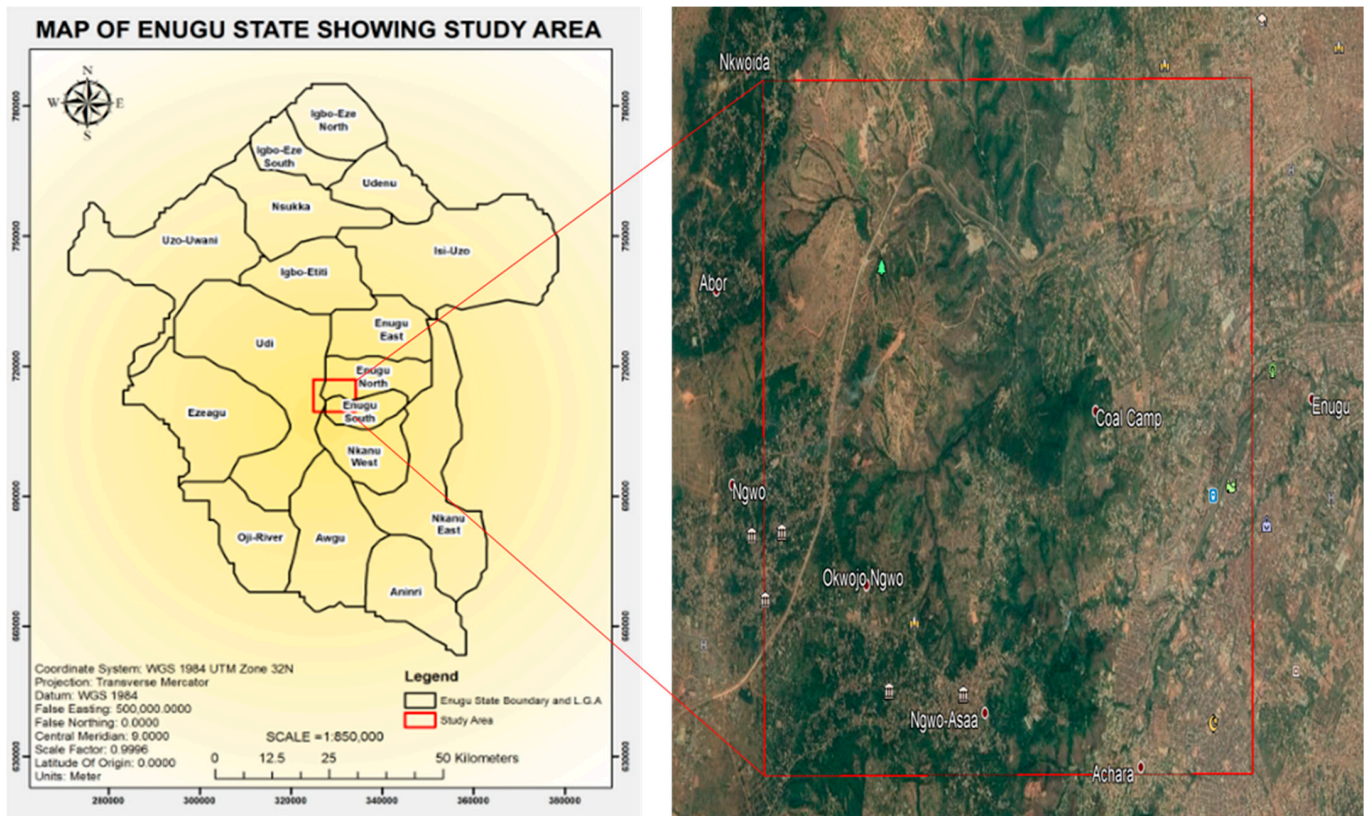 MAP OF ENUGU STATE SHOWING STUDY AREA
N
W
E
S
780000
750000
720000
690000
660000
630000
780000
750000
720000
690000
660000
630000
Igbo-Eze
North
Igbo-Eze
South
Udenu
Nsukka
Uzo-Uwani
Isi-Uzo
Igbo-Etiti
Enugu
East
Udi
Enugu
North
Ezeagu
Enugu
South
Nkanu
West
Nkanu
East
Oji-River
Awgu
Aninri
Coordinate System: WGS 1984 UTM Zone 32N
Projection: Transverse Mercator
Datum: WGS 1984
False Easting: 500,000.0000
False Northing: 0.0000
Central Meridian: 9.0000
Scale Factor: 0.9996
Latitude Of Origin: 0.0000
Units: Meter
Legend
Enugu State Boundary and L.G.A
Study Area
SCALE =1:850,000
0 12.5 25 50 Kilometers
280000 300000 320000 340000 360000 380000
Nkwoida
Abor
Coal Camp
Enugu
Ngwo
Okwojo Ngwo
Ngwo-Asaa
Achara